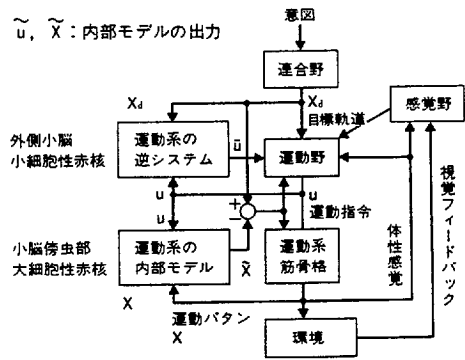 ũ, X̃：内部モデルの出力
意図
連合野
Xd
Xd
目標軌道
感覚野
外側小脳
小細胞性赤核
運動系の
逆システム
ũ
運動野
u
u
u
+
−
運動指令
小脳傍虫部
大細胞性赤核
運動系の
内部モデル
X̃
運動系
筋骨格
体性感覚
視覚フィードバック
X
運動パタン
X
環境